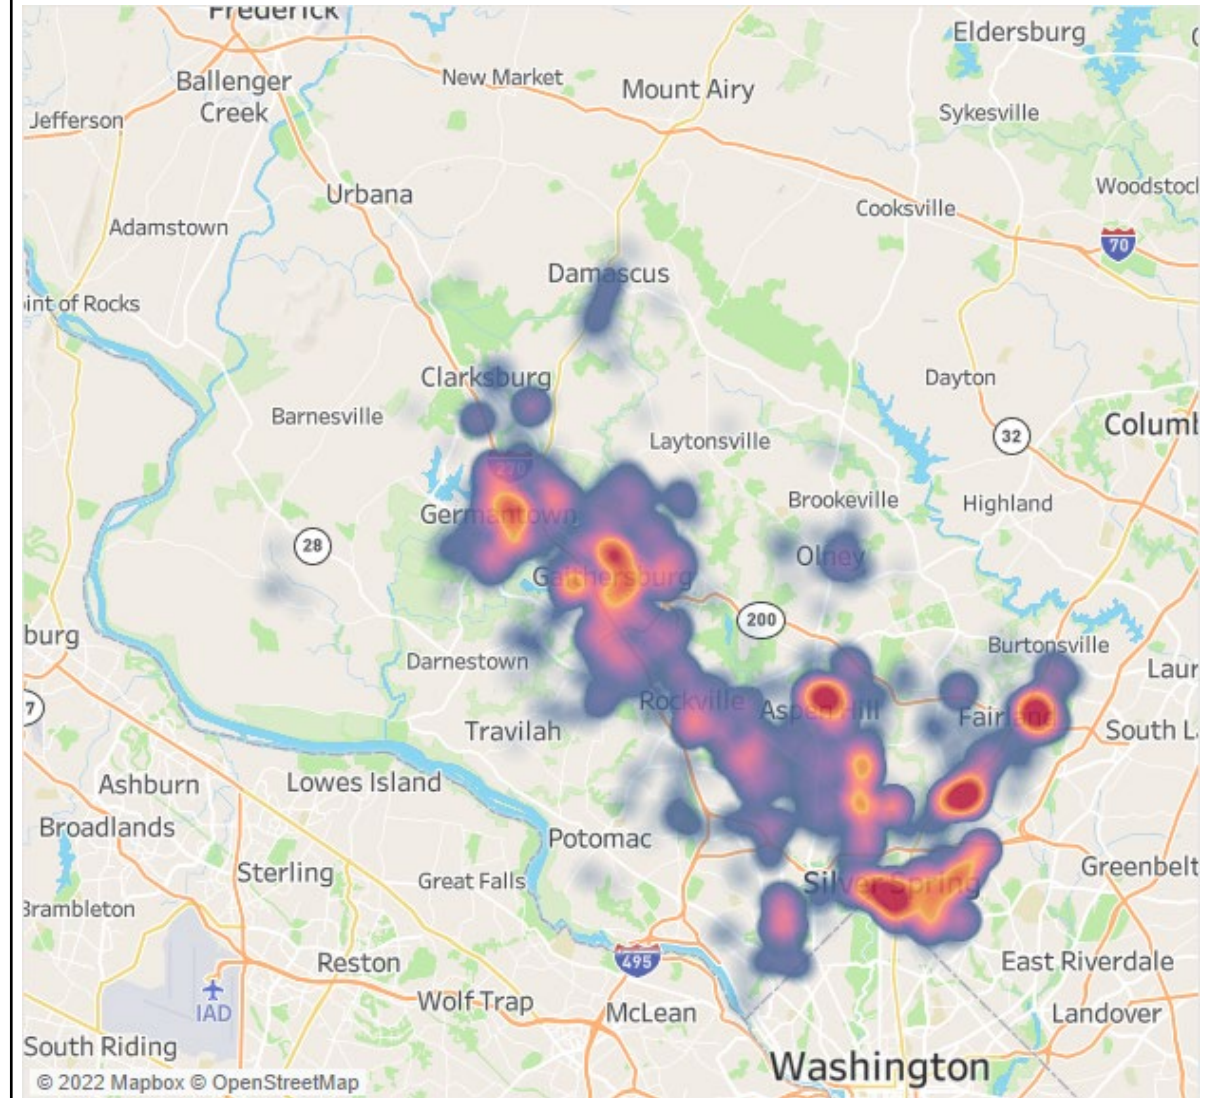 Frederick
Eldersburg
Ballenger
Creek
New Market
Mount Airy
Jefferson
Sykesville
Urbana
Woodstoc
Cooksville
Adamstown
70
Damascus
int of Rocks
Clarksburg
Dayton
Barnesville
32
Colum
Laytonsville
270
Brookeville
Highland
Germantown
28
Olney
Gaithersburg
200
burg
Burtonsville
Darnestown
Laur
Rockville
Aspen Hill
7
Fairland
Travilah
South L
Ashburn
Lowes Island
Broadlands
Potomac
Sterling
Great Falls
Silver Spring
Greenbelt
Brambleton
Reston
495
East Riverdale
IAD
Wolf Trap
McLean
Landover
South Riding
Washington
© 2022 Mapbox © OpenStreetMap